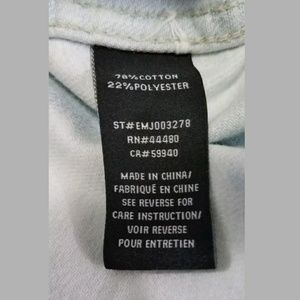 78%COTTON
22%POLYESTER
ST#EMJ003278
RN#44480
CA#59940
MADE IN CHINA/
FABRIQUÉ EN CHINE
SEE REVERSE FOR
CARE INSTRUCTION/
VOIR REVERSE
POUR ENTRETIEN